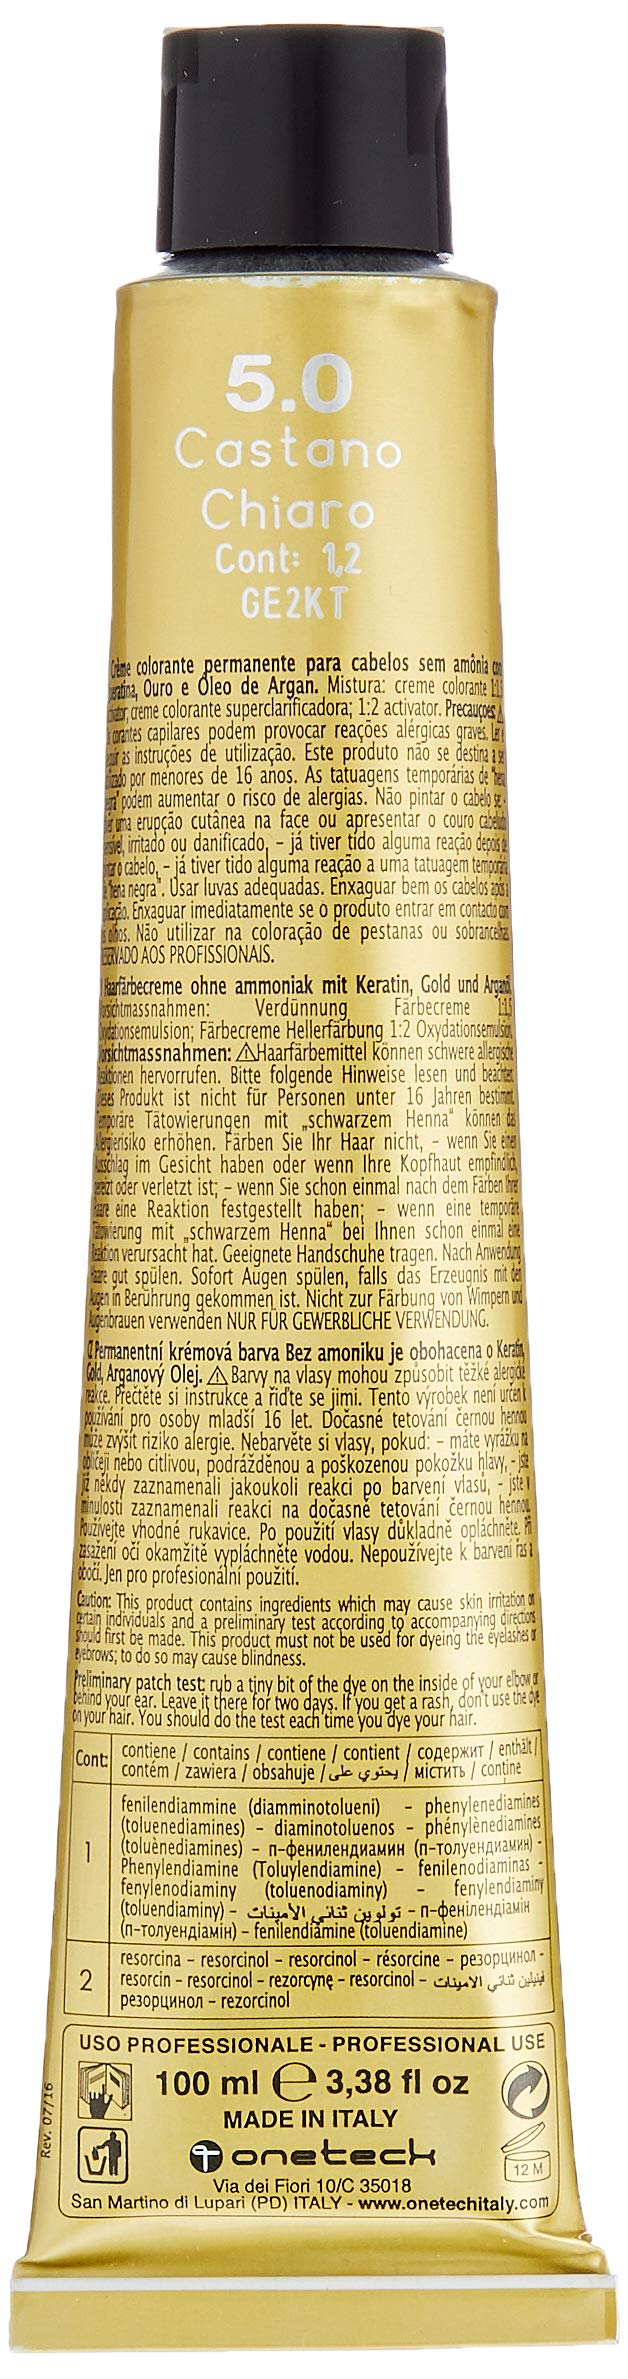 5.0
Castano
Chiaro
Cont: 1,2
GE2KT
Crème colorante permanente para cabelos sem amônia com
Ouro e Óleo de Argan. Mistura: creme colorante
creme colorante superclarificadora; 1:2 activator. Precauções: ⚠
corantes capilares podem provocar reações alérgicas graves. Ler e
as instruções de utilização. Este produto não se destina a ser
por menores de 16 anos. As tatuagens temporárias de "hena
negra" podem aumentar o risco de alergias. Não pintar o cabelo se: -
uma erupção cutânea na face ou apresentar o couro cabeludo
irritado ou danificado, – já tiver tido alguma reação depois de
o cabelo, – já tiver tido alguma reação a uma tatuagem temporária
"hena negra". Usar luvas adequadas. Enxaguar bem os cabelos após a
Enxaguar imediatamente se o produto entrar em contacto com
os olhos. Não utilizar na coloração de pestanas ou sobrancelhas.
RESERVADO AOS PROFISSIONAIS.
Haarfärbecreme ohne ammoniak mit Keratin, Gold und Arganöl,
Vorsichtmassnahmen: Verdünnung Färbecreme 1:1,5
Oxydationsemulsion; Färbecreme Hellerfärbung 1:2 Oxydationsemulsion,
Vorsichtmassnahmen: ⚠Haarfärbemittel können schwere allergische
Reaktionen hervorrufen. Bitte folgende Hinweise lesen und beachten.
Dieses Produkt ist nicht für Personen unter 16 Jahren bestimmt.
Temporäre Tätowierungen mit „schwarzem Henna“ können das
Allergierisiko erhöhen. Färben Sie Ihr Haar nicht, – wenn Sie einen
Ausschlag im Gesicht haben oder wenn Ihre Kopfhaut empfindlich,
gereizt oder verletzt ist; – wenn Sie schon einmal nach dem Färben Ihrer
Haare eine Reaktion festgestellt haben; – wenn eine temporäre
Tätowierung mit „schwarzem Henna“ bei Ihnen schon einmal eine
Reaktion verursacht hat. Geeignete Handschuhe tragen. Nach Anwendung
Haare gut spülen. Sofort Augen spülen, falls das Erzeugnis mit den
Augen in Berührung gekommen ist. Nicht zur Färbung von Wimpern und
Augenbrauen verwenden NUR FÜR GEWERBLICHE VERWENDUNG.
CZ Permanentní krémová barva Bez amoniku je obohacena o Keratin,
Gold, Arganový Olej. ⚠Barvy na vlasy mohou způsobit těžké alergické
reakce. Přečtěte si instrukce a řiďte se jimi. Tento výrobek není určen k
používání pro osoby mladší 16 let. Dočasné tetování černou hennou
může zvýšit riziko alergie. Nebarvěte si vlasy, pokud: – máte vyrážku na
obličeji nebo citlivou, podrážděnou a poškozenou pokožku hlavy, – jste
již někdy zaznamenali jakoukoli reakci po barvení vlasů, – jste v
minulosti zaznamenali reakci na dočasné tetování černou hennou.
Používejte vhodné rukavice. Po použití vlasy důkladně opláchněte. Při
zasažení očí okamžitě vypláchněte vodou. Nepoužívejte k barvení řas a
obočí. Jen pro profesionální použití.
Caution: This product contains ingredients which may cause skin irritation on
certain individuals and a preliminary test according to accompanying directions
should first be made. This product must not be used for dyeing the eyelashes or
eyebrows; to do so may cause blindness.
Preliminary patch test: rub a tiny bit of the dye on the inside of your elbow or
behind your ear. Leave it there for two days. If you get a rash, don't use the dye
on your hair. You should do the test each time you dye your hair.
Cont: contiene / contains / contiene / contient / содержит / enthält /
contém / zawiera / obsahuje / يحتوي على / містить / conţine
1 fenilendiammine (diamminotolueni) – phenylenediamines
(toluenediamines) – diaminotoluenos – phénylènediamines
(toluènediamines) – п-фенилендиамин (п-толуендиамин) -
Phenylendiamine (Toluylendiamine) – fenilenodiaminas -
fenylenodiaminy (toluenodiaminy) – fenylendiaminy
(toluendiaminy) – تولوين ثنائي الأمينات – п-фенілендіамін
(п-толуендіамін) – fenilendiamine (toluendiamine)
2 resorcina – resorcinol – resorcinol – résorcine – резорцинол -
resorcin – resorcinol – rezorcynę – resorcinol – فينيلين ثنائي الامينات
резорцинол – rezorcinol
USO PROFESSIONALE - PROFESSIONAL USE
100 ml ℮ 3,38 fl oz
MADE IN ITALY
onetech
12 M
Via dei Fiori 10/C 35018
San Martino di Lupari (PD) ITALY - www.onetechitaly.com
Rev. 07/16